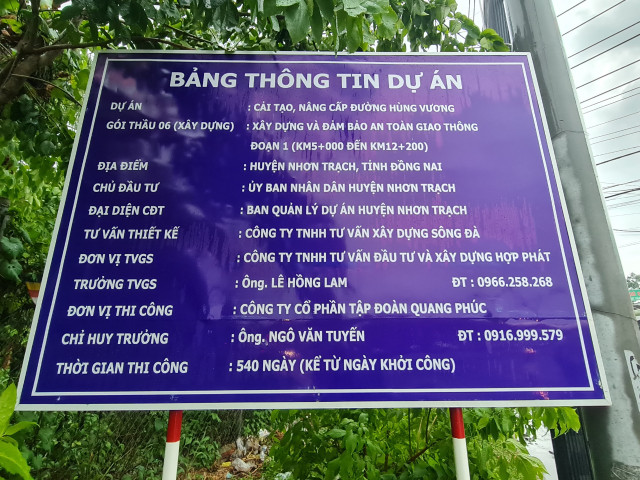 BẢNG THÔNG TIN DỰ ÁN
DỰ ÁN : CẢI TẠO, NÂNG CẤP ĐƯỜNG HÙNG VƯƠNG
GÓI THẦU 06 (XÂY DỰNG) : XÂY DỰNG VÀ ĐẢM BẢO AN TOÀN GIAO THÔNG
ĐOẠN 1 (KM5+000 ĐẾN KM12+200)
ĐỊA ĐIỂM : HUYỆN NHƠN TRẠCH, TỈNH ĐỒNG NAI
CHỦ ĐẦU TƯ : ỦY BAN NHÂN DÂN HUYỆN NHƠN TRẠCH
ĐẠI DIỆN CĐT : BAN QUẢN LÝ DỰ ÁN HUYỆN NHƠN TRẠCH
TƯ VẤN THIẾT KẾ : CÔNG TY TNHH TƯ VẤN XÂY DỰNG SÔNG ĐÀ
ĐƠN VỊ TVGS : CÔNG TY TNHH TƯ VẤN ĐẦU TƯ VÀ XÂY DỰNG HỢP PHÁT
TRƯỞNG TVGS : Ông. LÊ HỒNG LAM ĐT : 0966.258.268
ĐƠN VỊ THI CÔNG : CÔNG TY CỔ PHẦN TẬP ĐOÀN QUANG PHÚC
CHỈ HUY TRƯỞNG : Ông. NGÔ VĂN TUYẾN ĐT : 0916.999.579
THỜI GIAN THI CÔNG : 540 NGÀY (KỂ TỪ NGÀY KHỞI CÔNG)